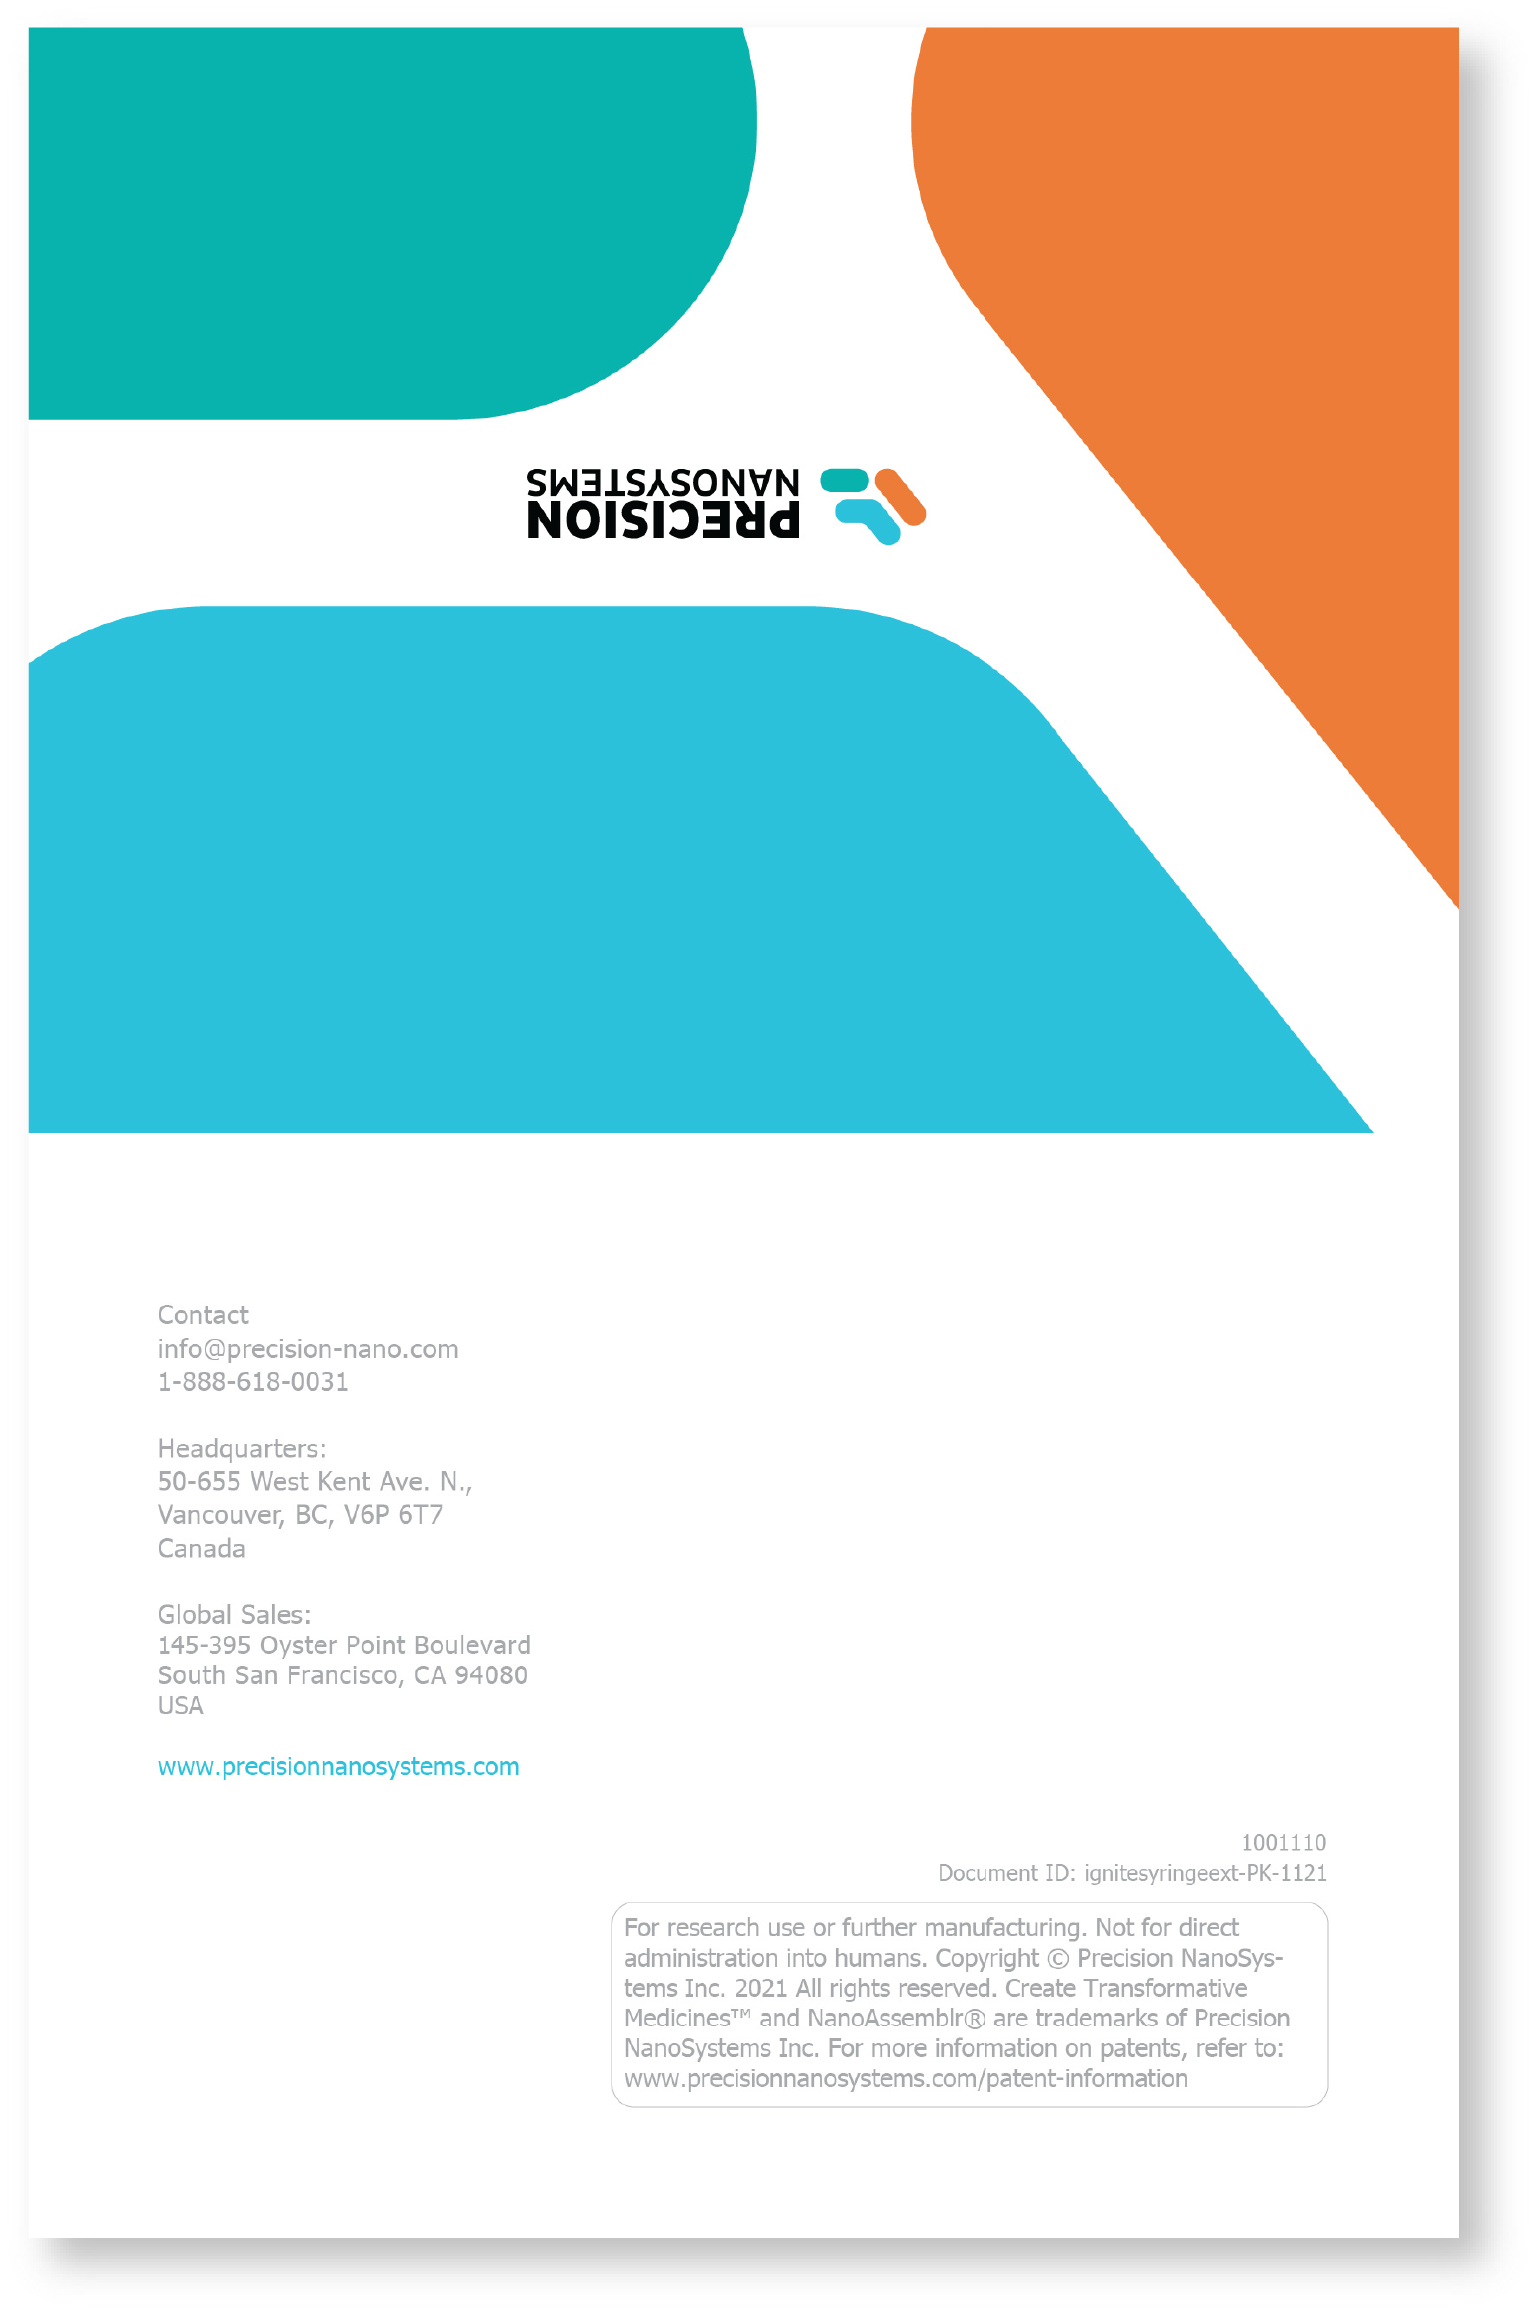 PRECISION
NANOSYSTEMS
Contact
info@precision-nano.com
1-888-618-0031
Headquarters:
50-655 West Kent Ave. N.,
Vancouver, BC, V6P 6T7
Canada
Global Sales:
145-395 Oyster Point Boulevard
South San Francisco, CA 94080
USA
www.precisionnanosystems.com
1001110
Document ID: ignitesyringeext-PK-1121
For research use or further manufacturing. Not for direct
administration into humans. Copyright © Precision NanoSys-
tems Inc. 2021 All rights reserved. Create Transformative
Medicines™ and NanoAssemblr® are trademarks of Precision
NanoSystems Inc. For more information on patents, refer to:
www.precisionnanosystems.com/patent-information